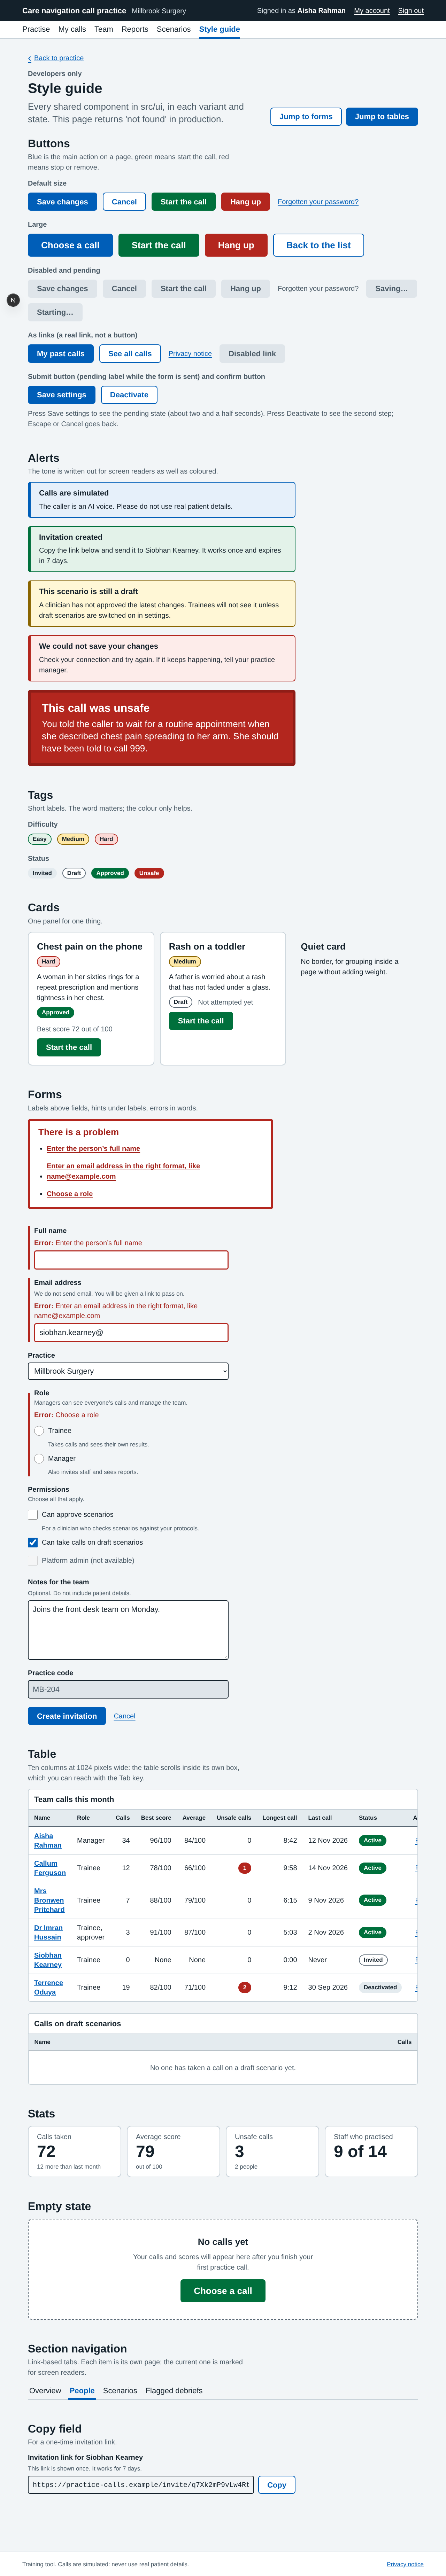 Care navigation call practice Millbrook Surgery
Signed in as Aisha Rahman My account Sign out
Practise My calls Team Reports Scenarios Style guide
‹ Back to practice
Developers only
Style guide
Every shared component in src/ui, in each variant and
state. This page returns 'not found' in production.
Jump to forms Jump to tables
Buttons
Blue is the main action on a page, green means start the call, red
means stop or remove.
Default size
Save changes Cancel Start the call Hang up Forgotten your password?
Large
Choose a call Start the call Hang up Back to the list
Disabled and pending
Save changes Cancel Start the call Hang up Forgotten your password? Saving…
Starting…
As links (a real link, not a button)
My past calls See all calls Privacy notice Disabled link
Submit button (pending label while the form is sent) and confirm button
Save settings Deactivate
Press Save settings to see the pending state (about two and a half seconds). Press Deactivate to see the second step;
Escape or Cancel goes back.
Alerts
The tone is written out for screen readers as well as coloured.
Calls are simulated
The caller is an AI voice. Please do not use real patient details.
Invitation created
Copy the link below and send it to Siobhan Kearney. It works once and expires
in 7 days.
This scenario is still a draft
A clinician has not approved the latest changes. Trainees will not see it unless
draft scenarios are switched on in settings.
We could not save your changes
Check your connection and try again. If it keeps happening, tell your practice
manager.
This call was unsafe
You told the caller to wait for a routine appointment when
she described chest pain spreading to her arm. She should
have been told to call 999.
Tags
Short labels. The word matters; the colour only helps.
Difficulty
Easy Medium Hard
Status
Invited Draft Approved Unsafe
Cards
One panel for one thing.
Chest pain on the phone
Hard
A woman in her sixties rings for a
repeat prescription and mentions
tightness in her chest.
Approved
Best score 72 out of 100
Start the call
Rash on a toddler
Medium
A father is worried about a rash
that has not faded under a glass.
Draft Not attempted yet
Start the call
Quiet card
No border, for grouping inside a
page without adding weight.
Forms
Labels above fields, hints under labels, errors in words.
There is a problem
Enter the person's full name
Enter an email address in the right format, like
name@example.com
Choose a role
Full name
Error: Enter the person's full name
Email address
We do not send email. You will be given a link to pass on.
Error: Enter an email address in the right format, like
name@example.com
siobhan.kearney@
Practice
Millbrook Surgery
Role
Managers can see everyone's calls and manage the team.
Error: Choose a role
Trainee
Takes calls and sees their own results.
Manager
Also invites staff and sees reports.
Permissions
Choose all that apply.
Can approve scenarios
For a clinician who checks scenarios against your protocols.
Can take calls on draft scenarios
Platform admin (not available)
Notes for the team
Optional. Do not include patient details.
Joins the front desk team on Monday.
Practice code
MB-204
Create invitation Cancel
Table
Ten columns at 1024 pixels wide: the table scrolls inside its own box,
which you can reach with the Tab key.
Team calls this month
Name Role Calls Best score Average Unsafe calls Longest call Last call Status A
Aisha Rahman Manager 34 96/100 84/100 0 8:42 12 Nov 2026 Active
Callum Ferguson Trainee 12 78/100 66/100 1 9:58 14 Nov 2026 Active
Mrs Bronwen Pritchard Trainee 7 88/100 79/100 0 6:15 9 Nov 2026 Active
Dr Imran Hussain Trainee, approver 3 91/100 87/100 0 5:03 2 Nov 2026 Active
Siobhan Kearney Trainee 0 None None 0 0:00 Never Invited
Terrence Oduya Trainee 19 82/100 71/100 2 9:12 30 Sep 2026 Deactivated
Calls on draft scenarios
Name Calls
No one has taken a call on a draft scenario yet.
Stats
Calls taken
72
12 more than last month
Average score
79
out of 100
Unsafe calls
3
2 people
Staff who practised
9 of 14
Empty state
No calls yet
Your calls and scores will appear here after you finish your
first practice call.
Choose a call
Section navigation
Link-based tabs. Each item is its own page; the current one is marked
for screen readers.
Overview People Scenarios Flagged debriefs
Copy field
For a one-time invitation link.
Invitation link for Siobhan Kearney
This link is shown once. It works for 7 days.
https://practice-calls.example/invite/q7Xk2mP9vLw4Rt
Copy
Training tool. Calls are simulated: never use real patient details.
Privacy notice